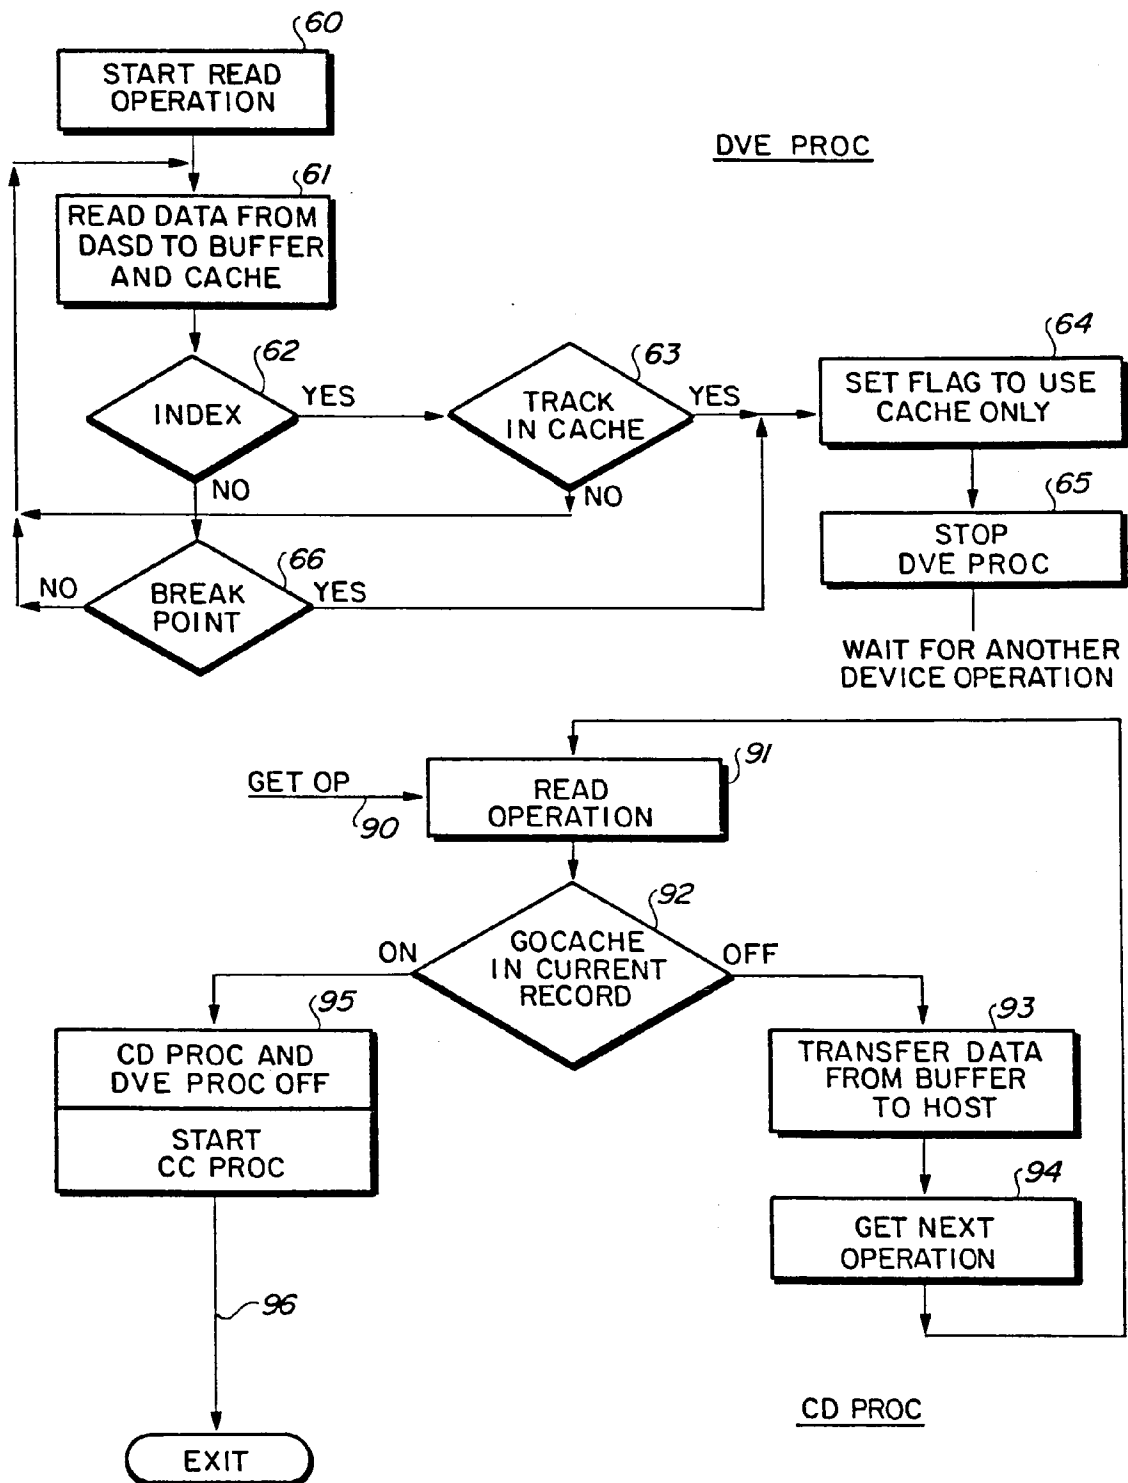 60
START READ
OPERATION
DVE PROC
61
READ DATA FROM
DASD TO BUFFER
AND CACHE
62
INDEX
YES
NO
63
TRACK
IN CACHE
YES
NO
64
SET FLAG TO USE
CACHE ONLY
65
STOP
DVE PROC
WAIT FOR ANOTHER
DEVICE OPERATION
66
BREAK
POINT
NO
YES
GET OP
90
91
READ
OPERATION
92
GOCACHE
IN CURRENT
RECORD
ON
OFF
95
CD PROC AND
DVE PROC OFF
START
CC PROC
93
TRANSFER DATA
FROM BUFFER
TO HOST
94
GET NEXT
OPERATION
96
CD PROC
EXIT